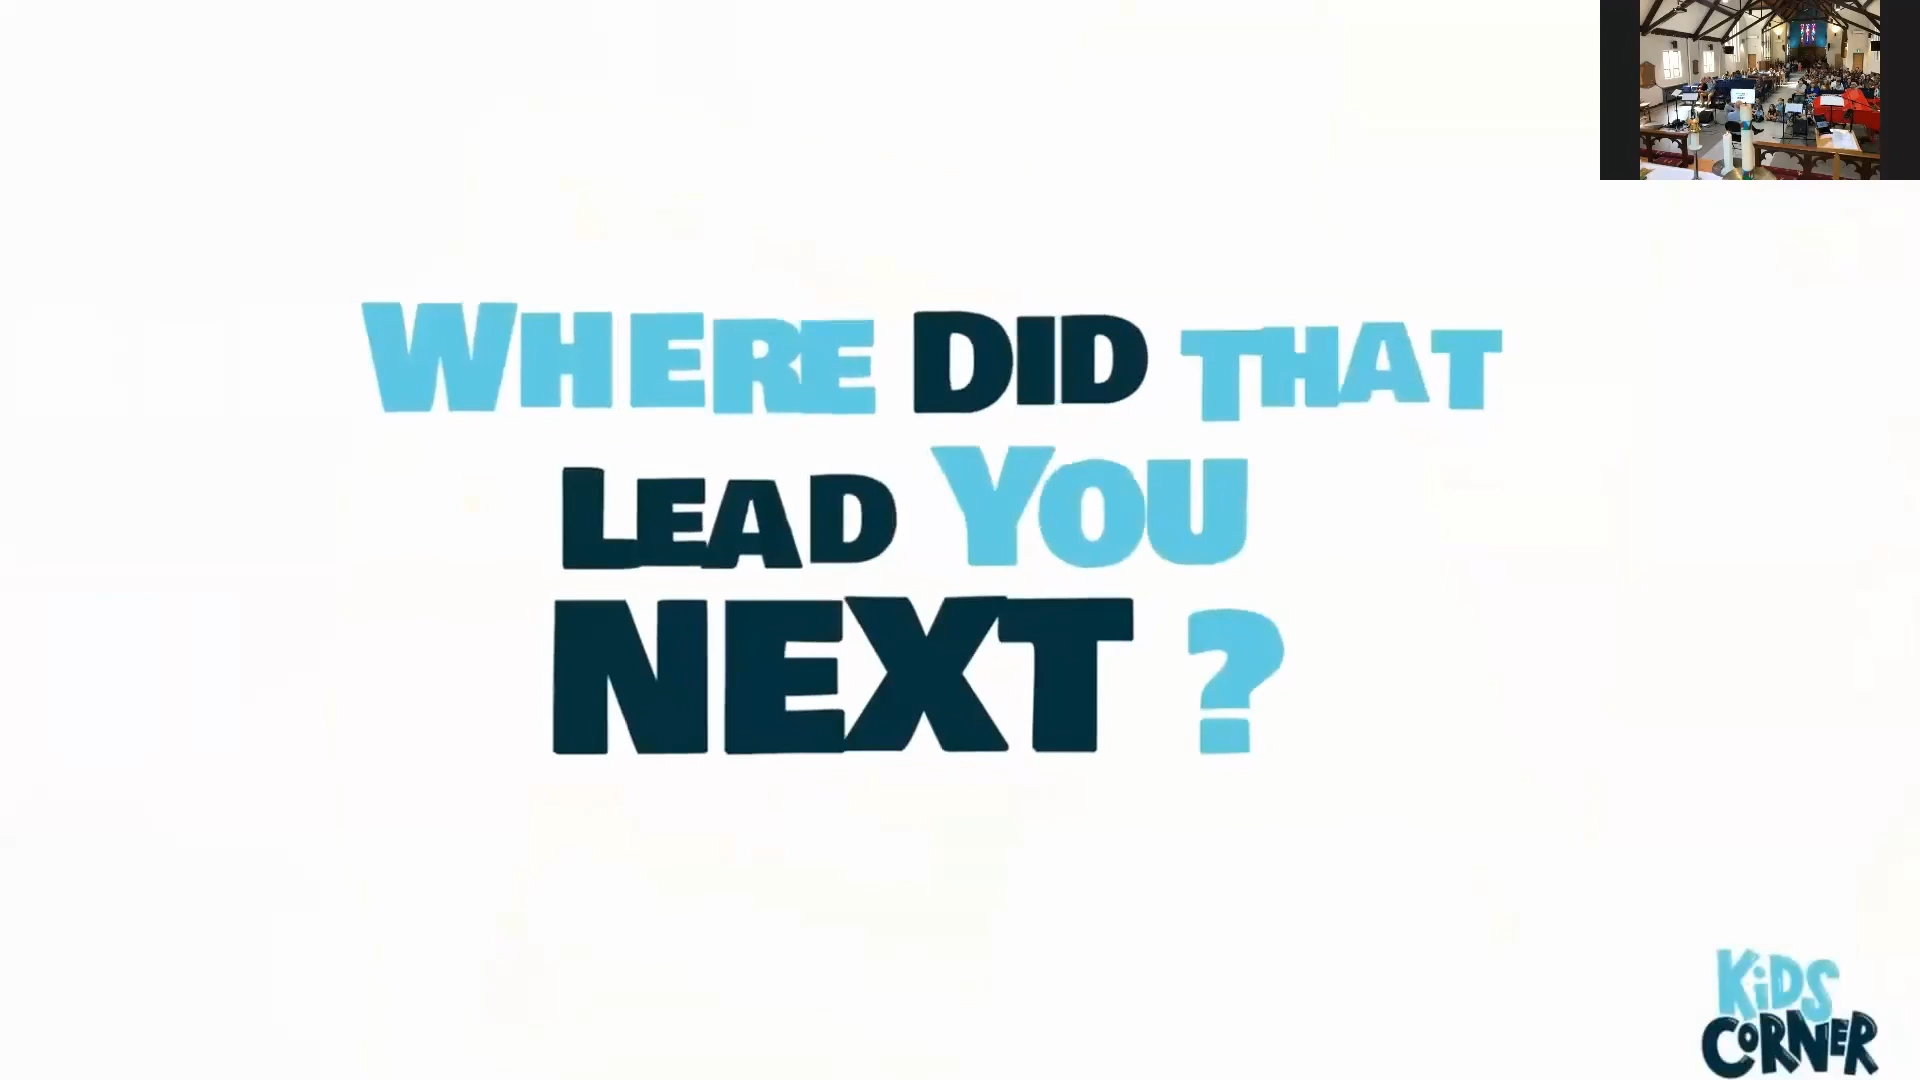 WHERE DID THAT
LEAD YOU
NEXT ?
KiDS
CORNER